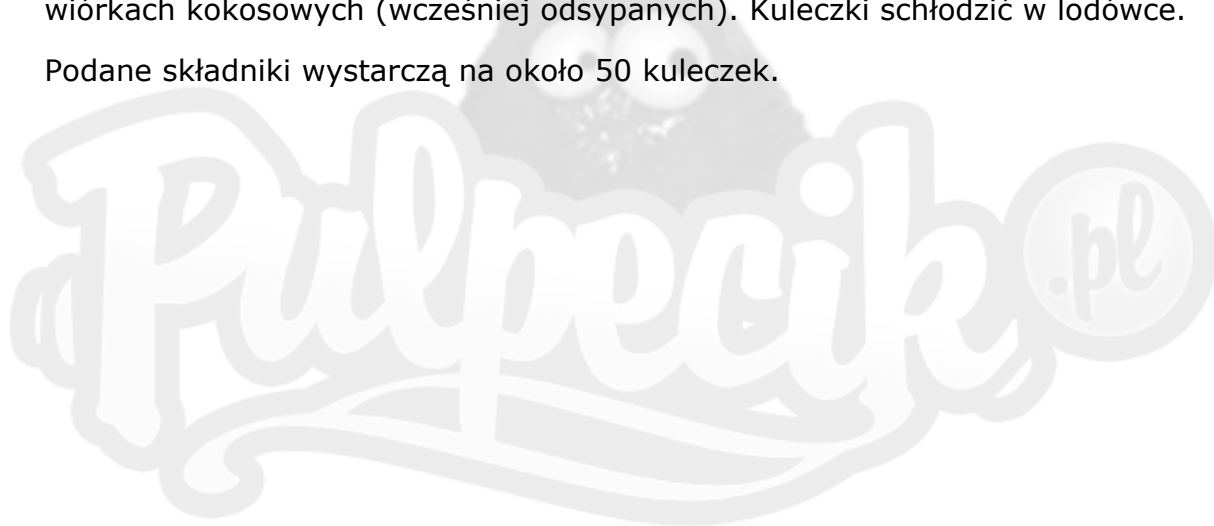 wiórkach kokosowych (wcześniej odsypanych). Kuleczki schłodzić w lodówce.
Podane składniki wystarczą na około 50 kuleczek.
Pulpecik.pl